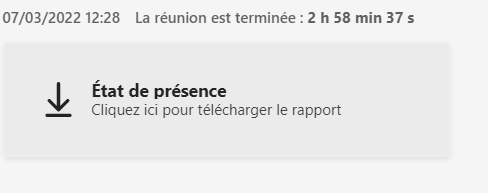 07/03/2022 12:28 La réunion est terminée : 2 h 58 min 37 s
État de présence
Cliquez ici pour télécharger le rapport